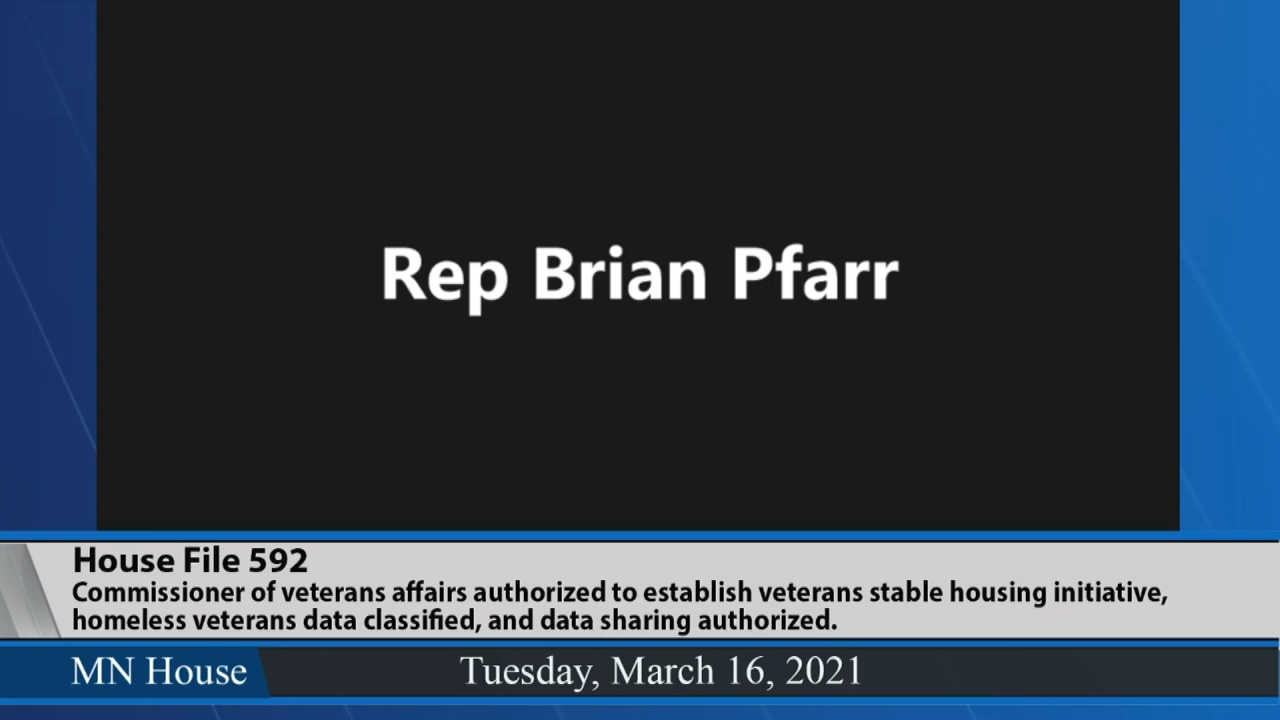 Rep Brian Pfarr
House File 592
Commissioner of veterans affairs authorized to establish veterans stable housing initiative,
homeless veterans data classified, and data sharing authorized.
MN House
Tuesday, March 16, 2021